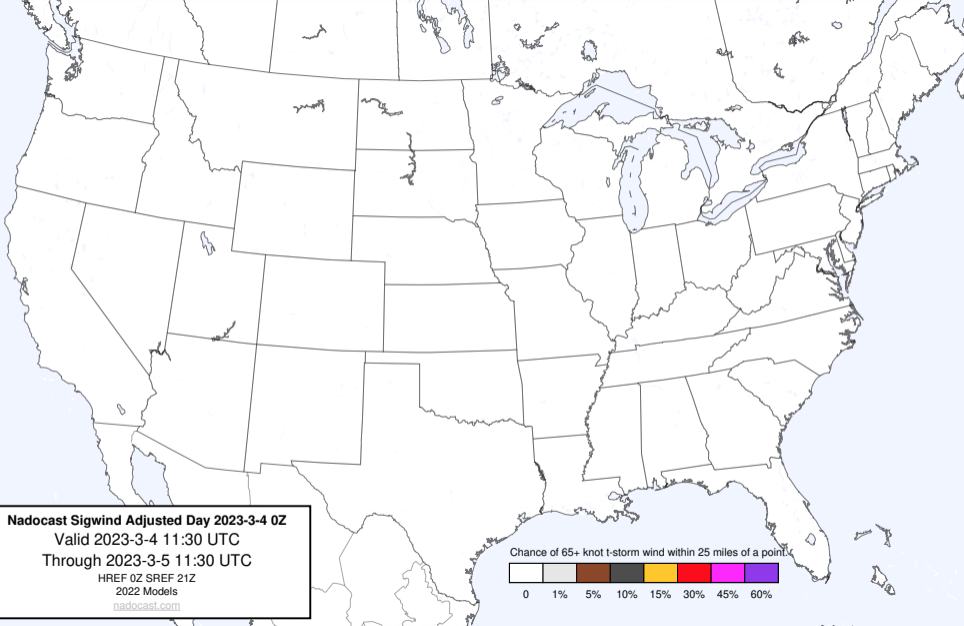 Nadocast Sigwind Adjusted Day 2023-3-4 0Z
Valid 2023-3-4 11:30 UTC
Through 2023-3-5 11:30 UTC
HREF 0Z SREF 21Z
2022 Models
nadocast.com
Chance of 65+ knot t-storm wind within 25 miles of a point.
0 1% 5% 10% 15% 30% 45% 60%